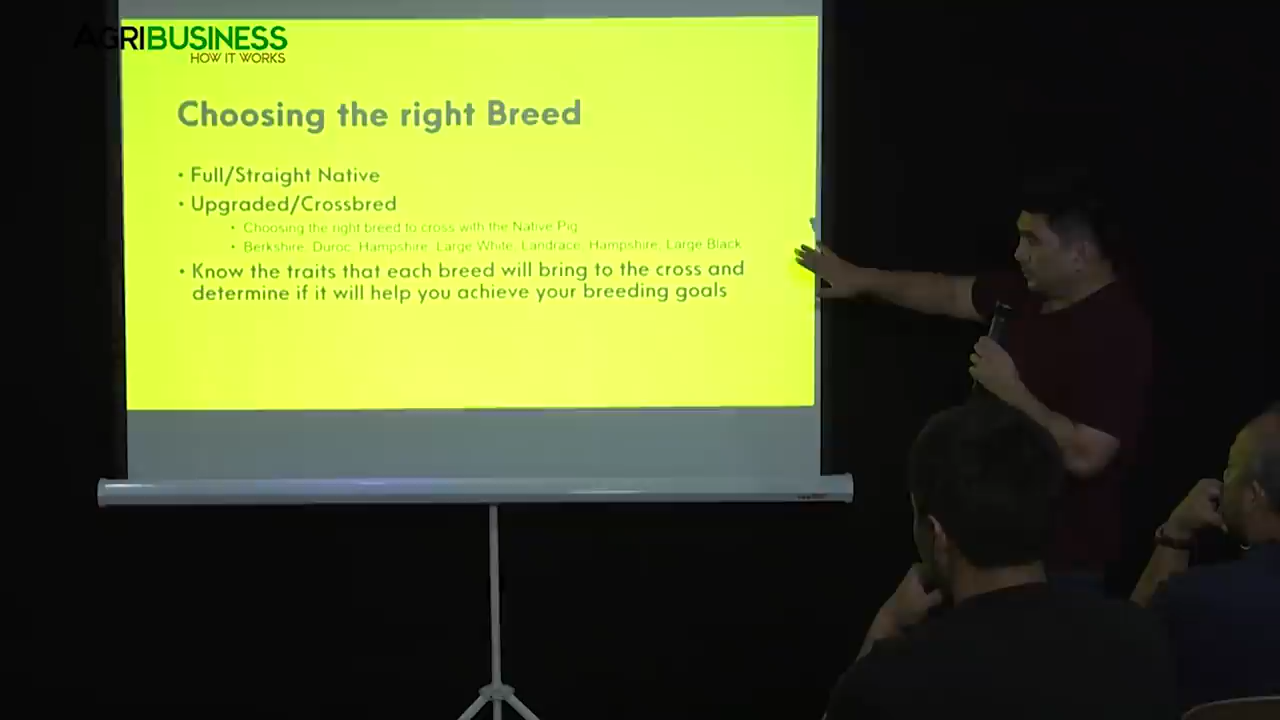 AGRIBUSINESS
HOW IT WORKS
Choosing the right Breed
• Full/Straight Native
• Upgraded/Crossbred
• Choosing the right breed to cross with the Native Pig
• Berkshire, Duroc, Hampshire, Large White, Landrace, Hampshire, Large Black
• Know the traits that each breed will bring to the cross and
determine if it will help you achieve your breeding goals